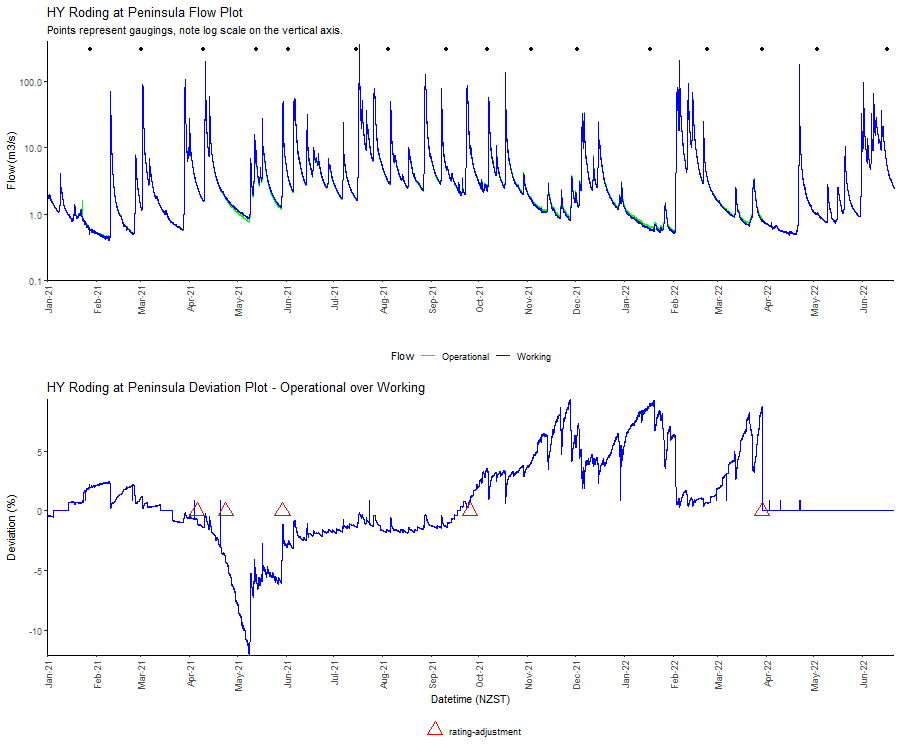 HY Roding at Peninsula Flow Plot
Points represent gaugings, note log scale on the vertical axis.
Flow (m3/s)
100.0
10.0
1.0
0.1
Jan-21
Feb-21
Mar-21
Apr-21
May-21
Jun-21
Jul-21
Aug-21
Sep-21
Oct-21
Nov-21
Dec-21
Jan-22
Feb-22
Mar-22
Apr-22
May-22
Jun-22
Flow Operational Working
HY Roding at Peninsula Deviation Plot - Operational over Working
Deviation (%)
5
0
-5
-10
Jan-21
Feb-21
Mar-21
Apr-21
May-21
Jun-21
Jul-21
Aug-21
Sep-21
Oct-21
Nov-21
Dec-21
Jan-22
Feb-22
Mar-22
Apr-22
May-22
Jun-22
Datetime (NZST)
rating-adjustment